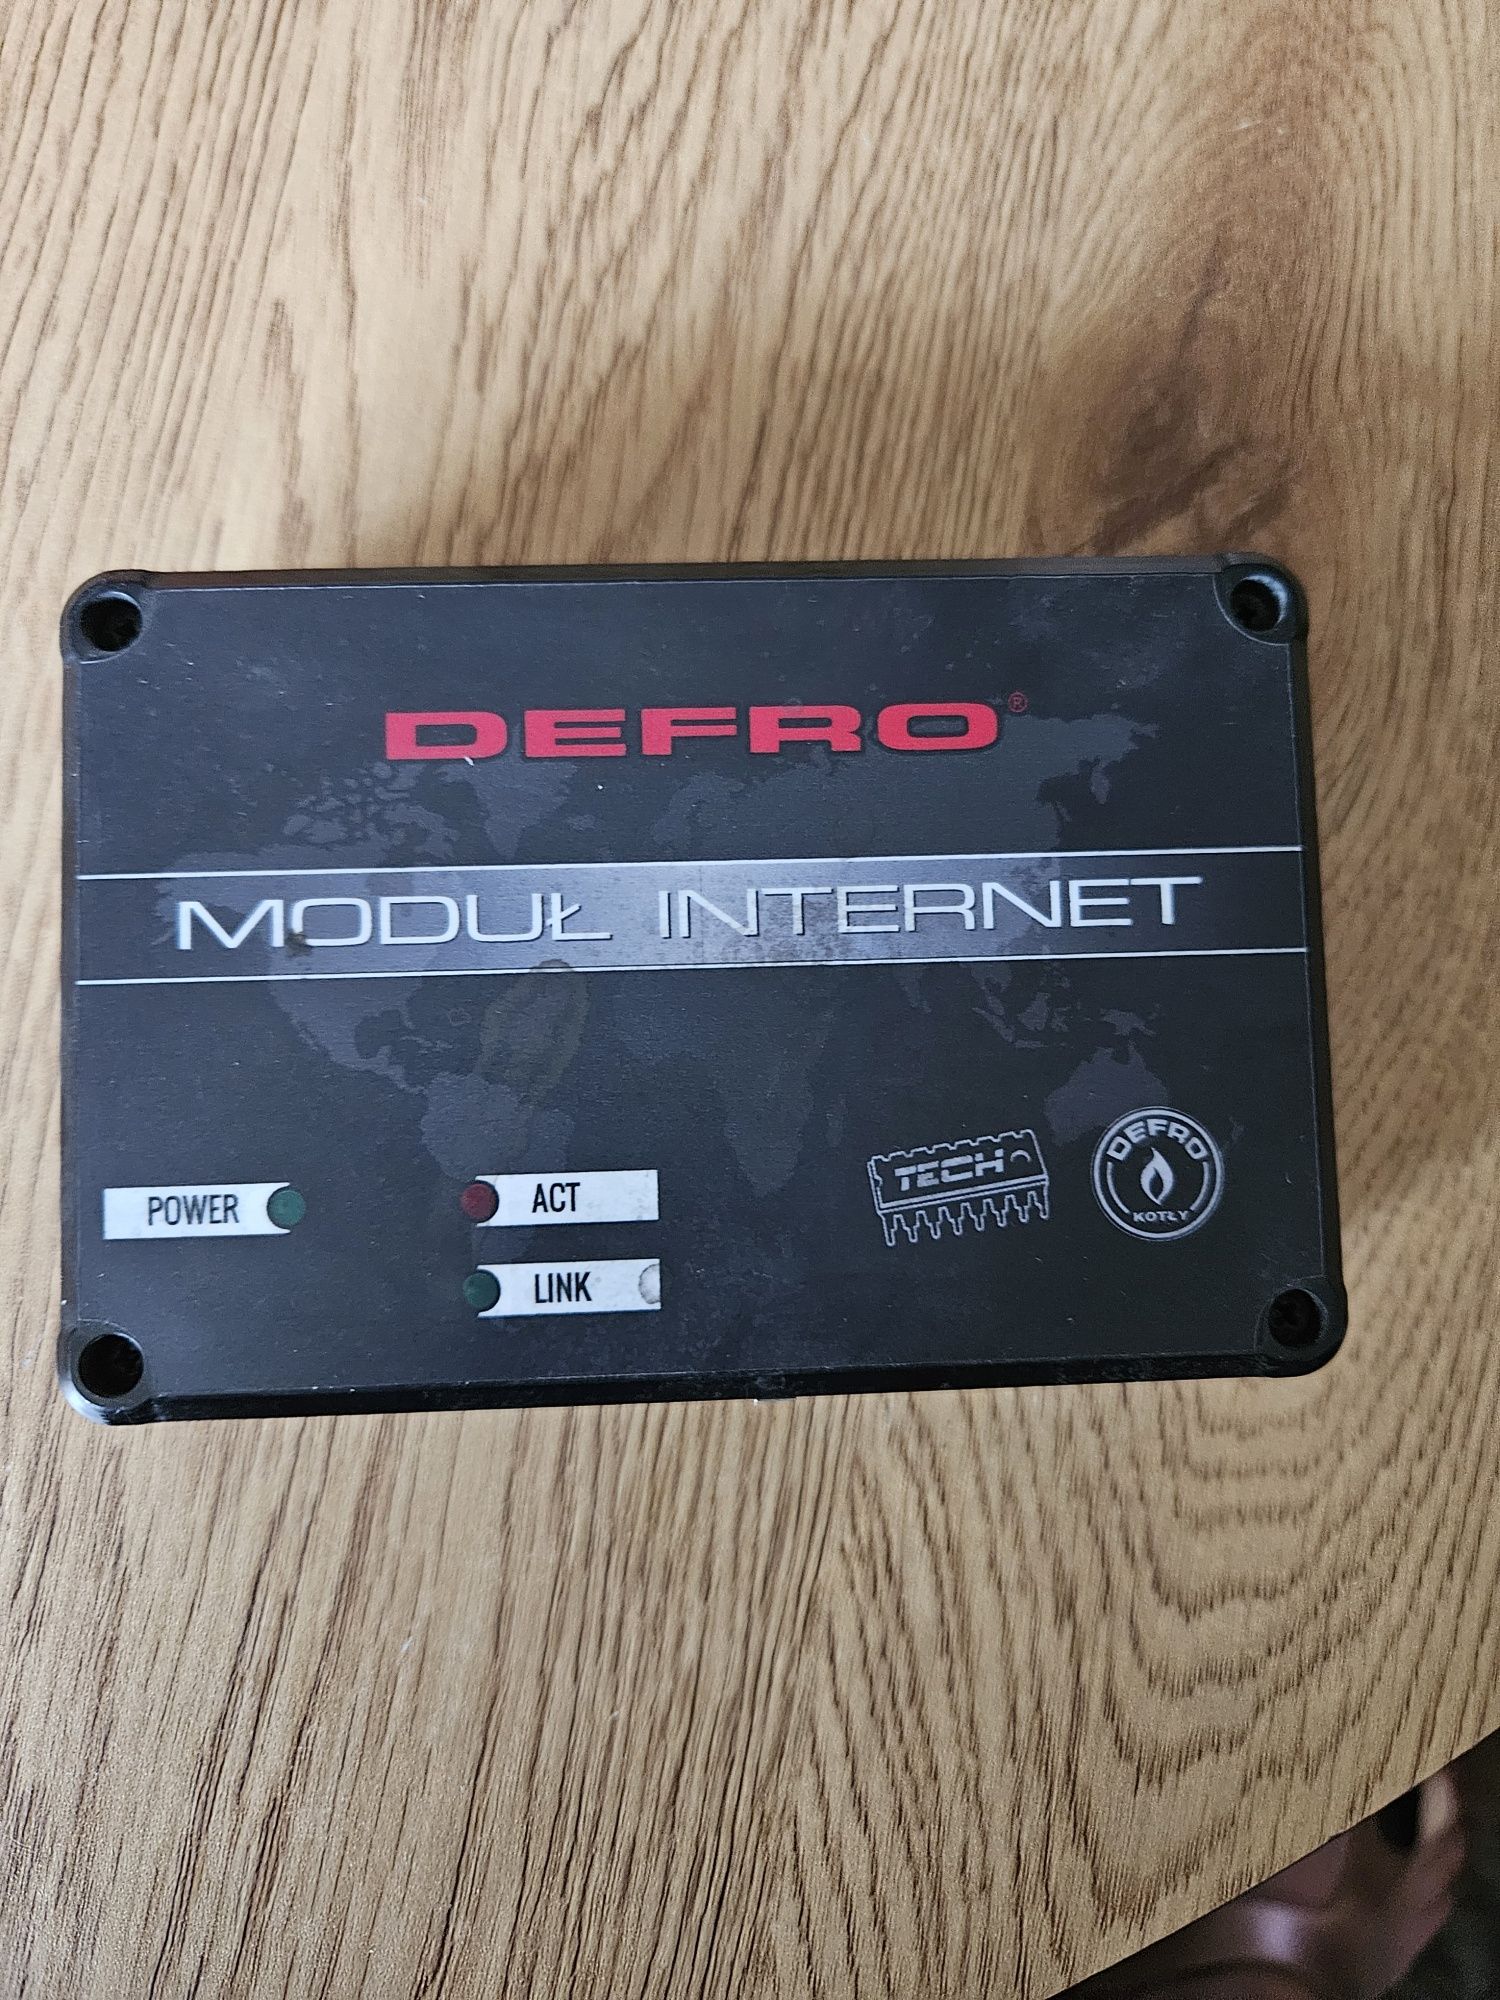 DEFRO®
MODUŁ INTERNET
POWER
ACT
LINK
TECH
DEFRO
KOTŁY